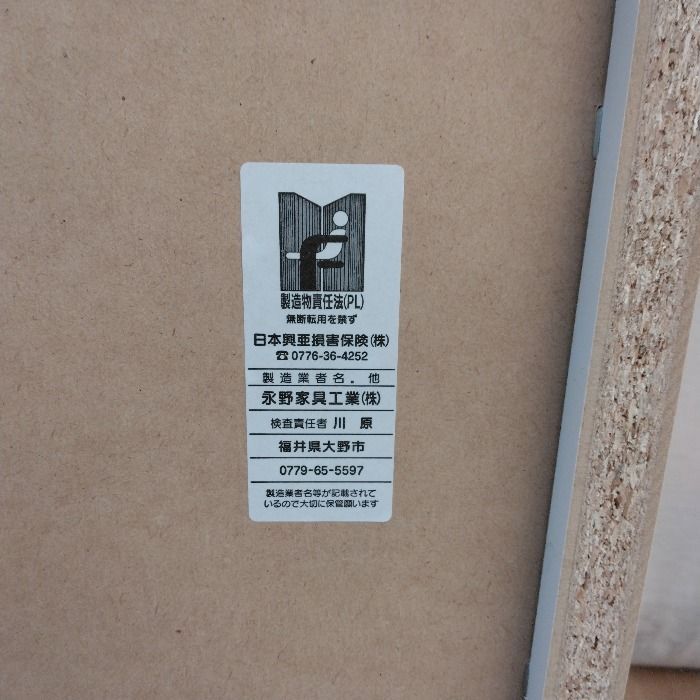 製造物責任法(PL)
無断転用を禁ず
日本興亜損害保険(株)
☎0776-36-4252
製造業者名.他
永野家具工業(株)
検査責任者 川原
福井県大野市
0779-65-5597
製造業者名等が記載されて
いるので大切に保管願います